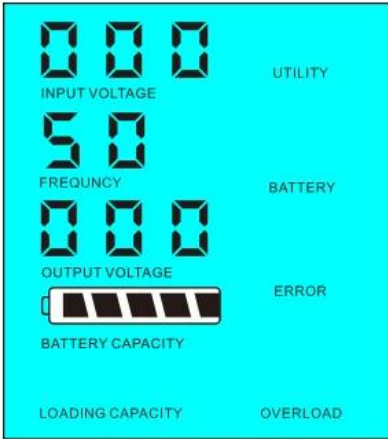 000
UTILITY
INPUT VOLTAGE
50
FREQUNCY
BATTERY
000
OUTPUT VOLTAGE
ERROR
BATTERY CAPACITY
LOADING CAPACITY
OVERLOAD